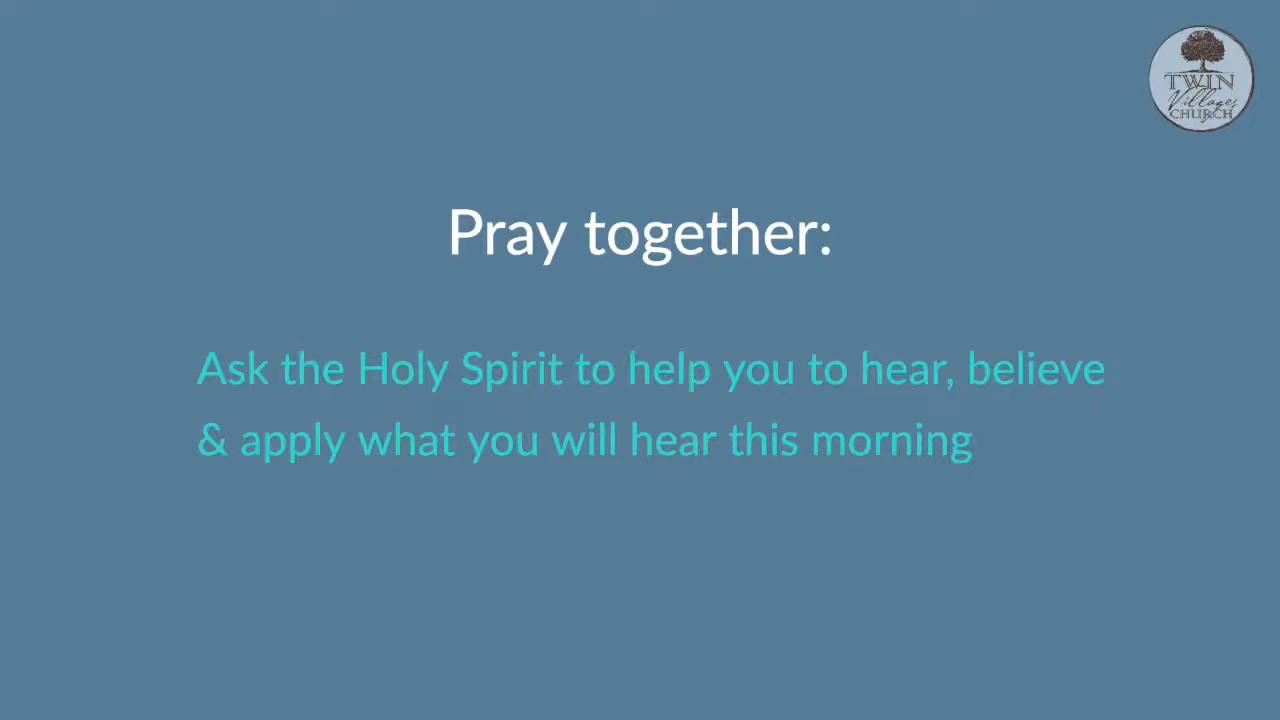 TWIN
Villages
CHURCH
Pray together:
Ask the Holy Spirit to help you to hear, believe
& apply what you will hear this morning